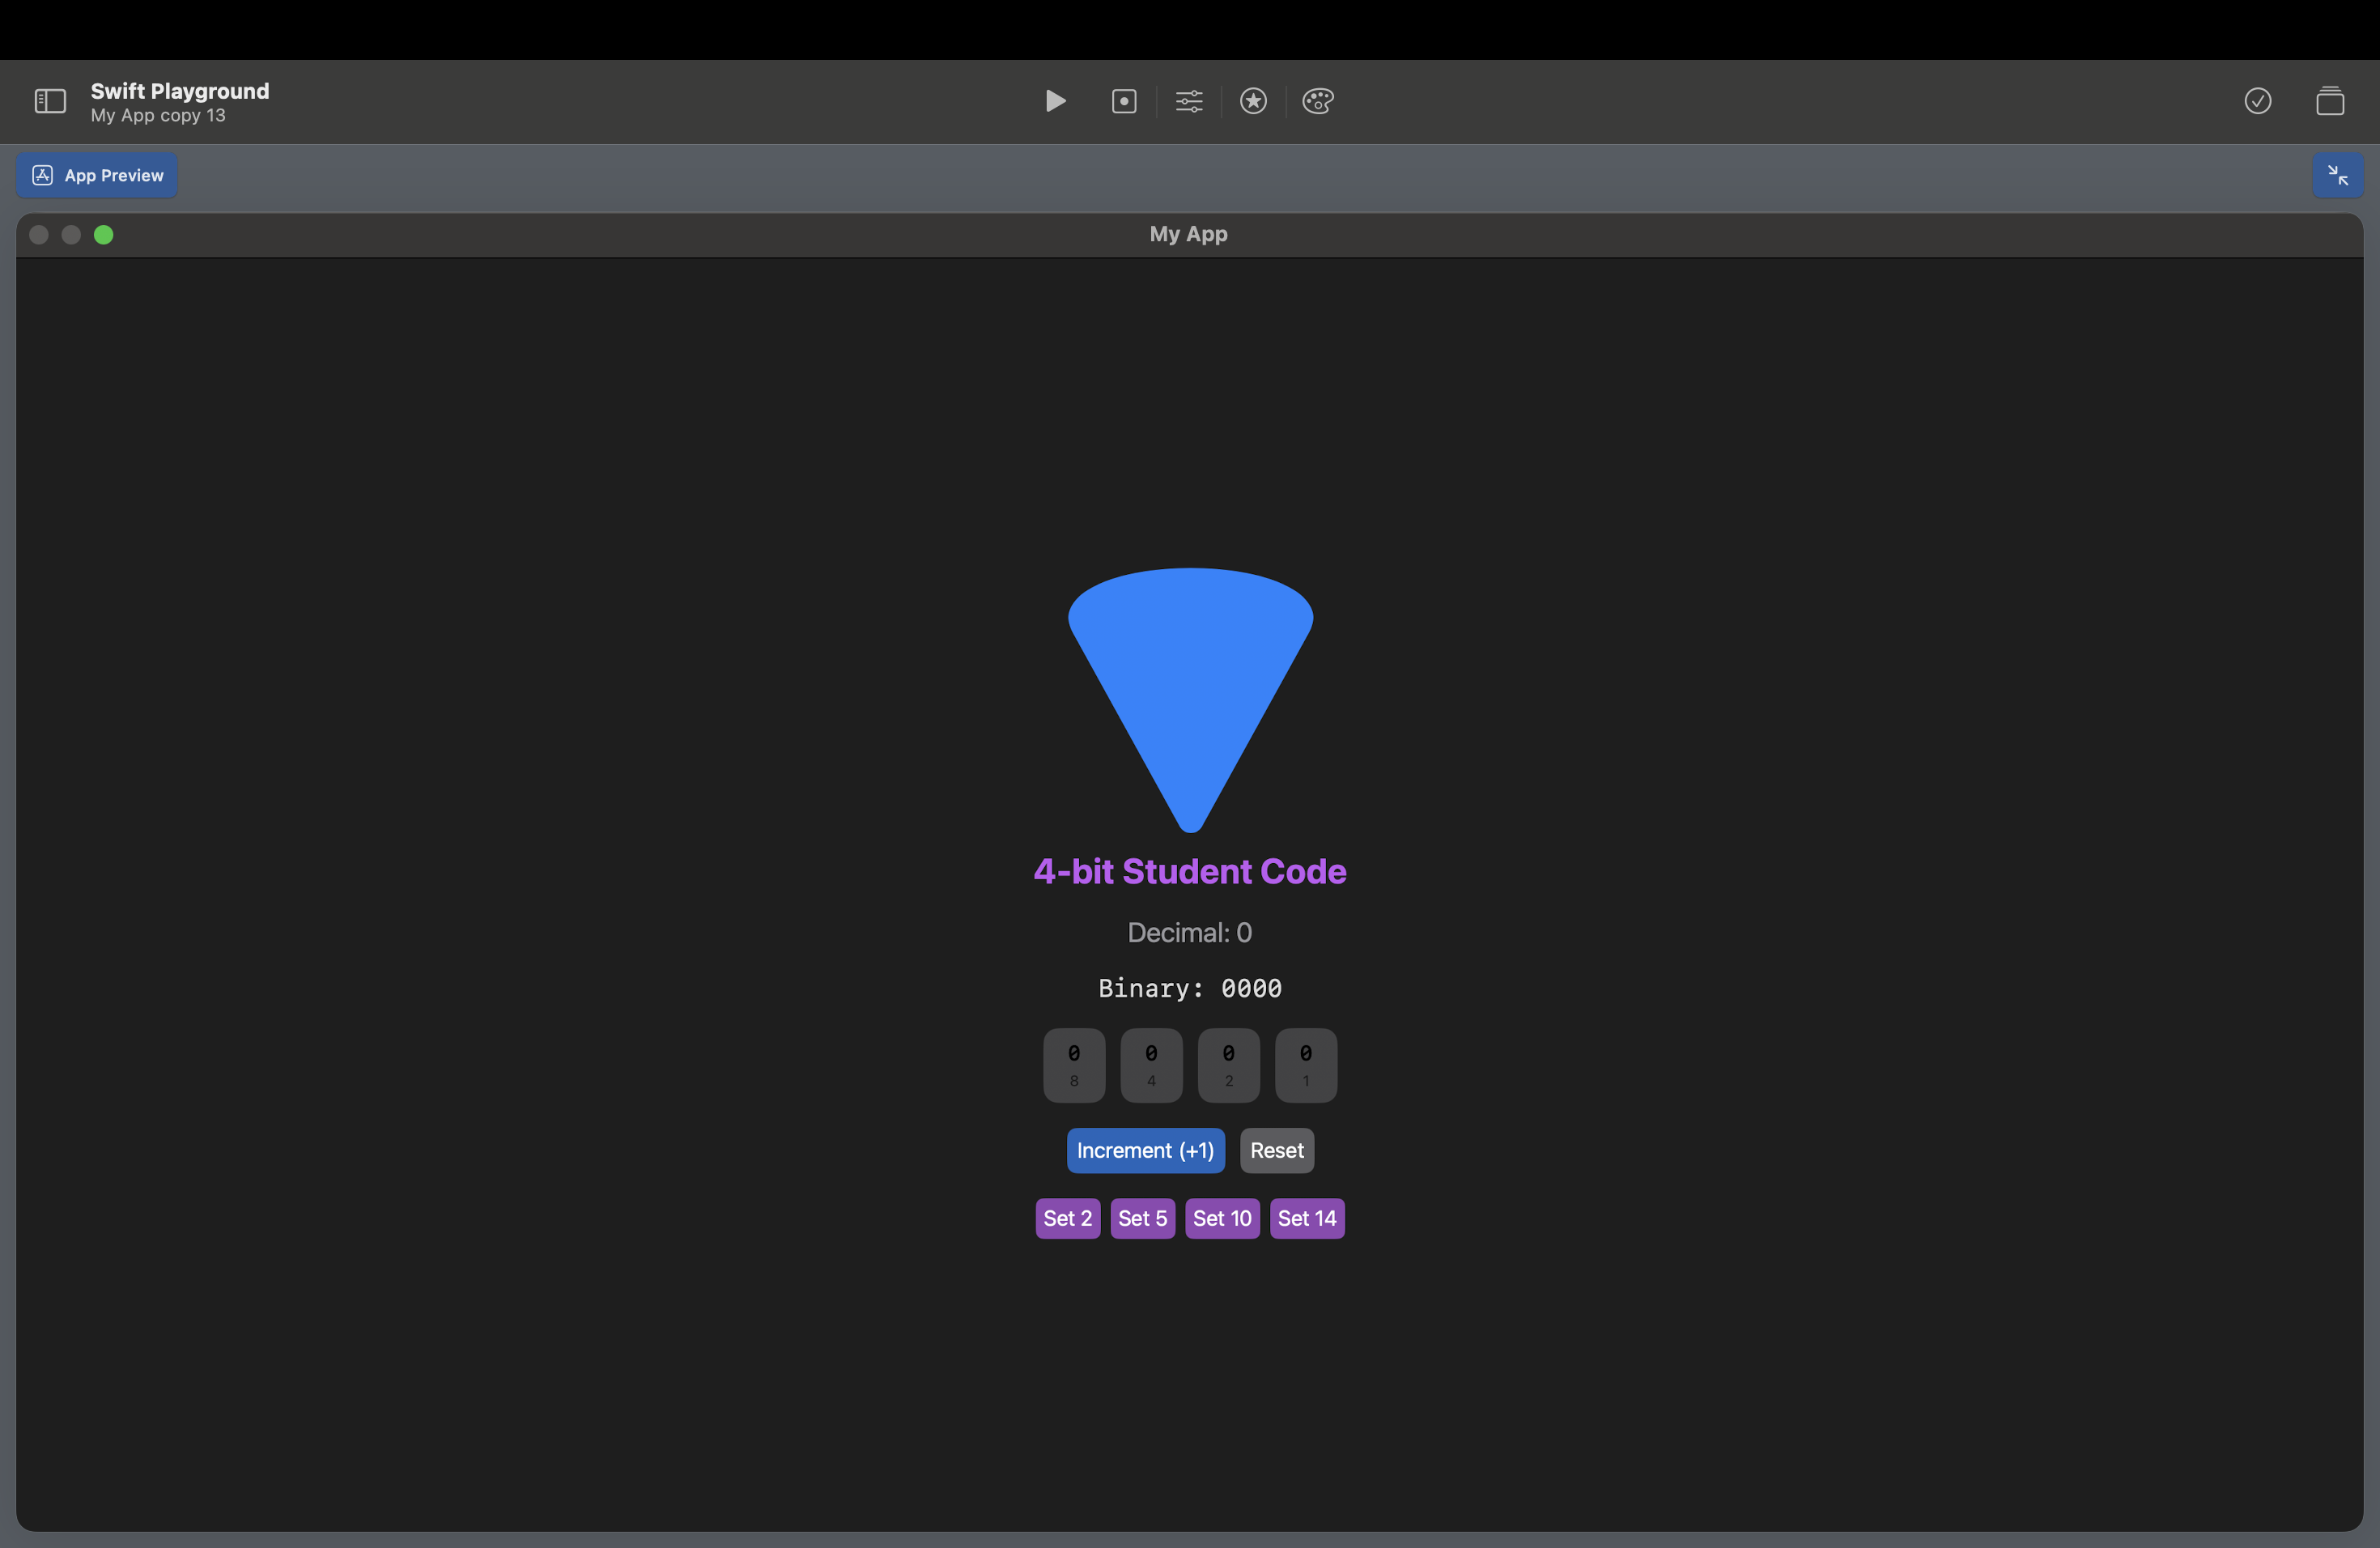 Swift Playground
My App copy 13
App Preview
My App
4-bit Student Code
Decimal: 0
Binary: 0000
0 0 0 0
8 4 2 1
Increment (+1) Reset
Set 2 Set 5 Set 10 Set 14